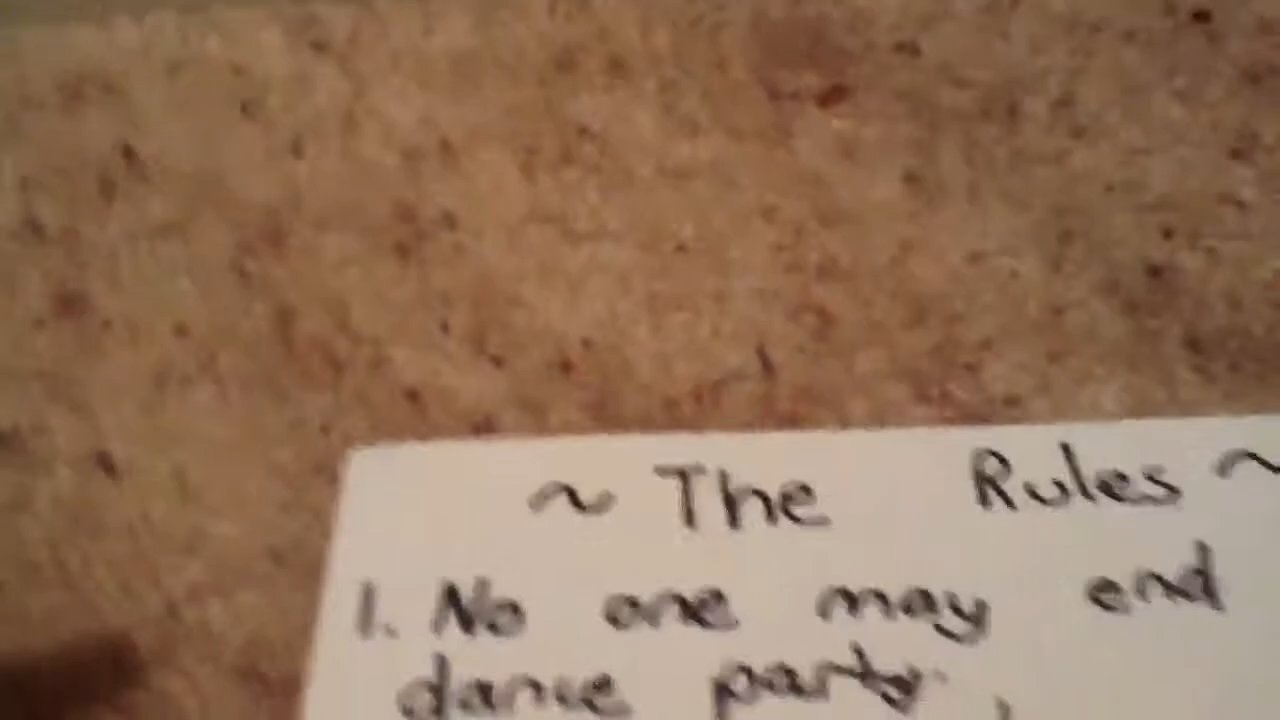 ~ The Rules ~
1. No one may end
dance party